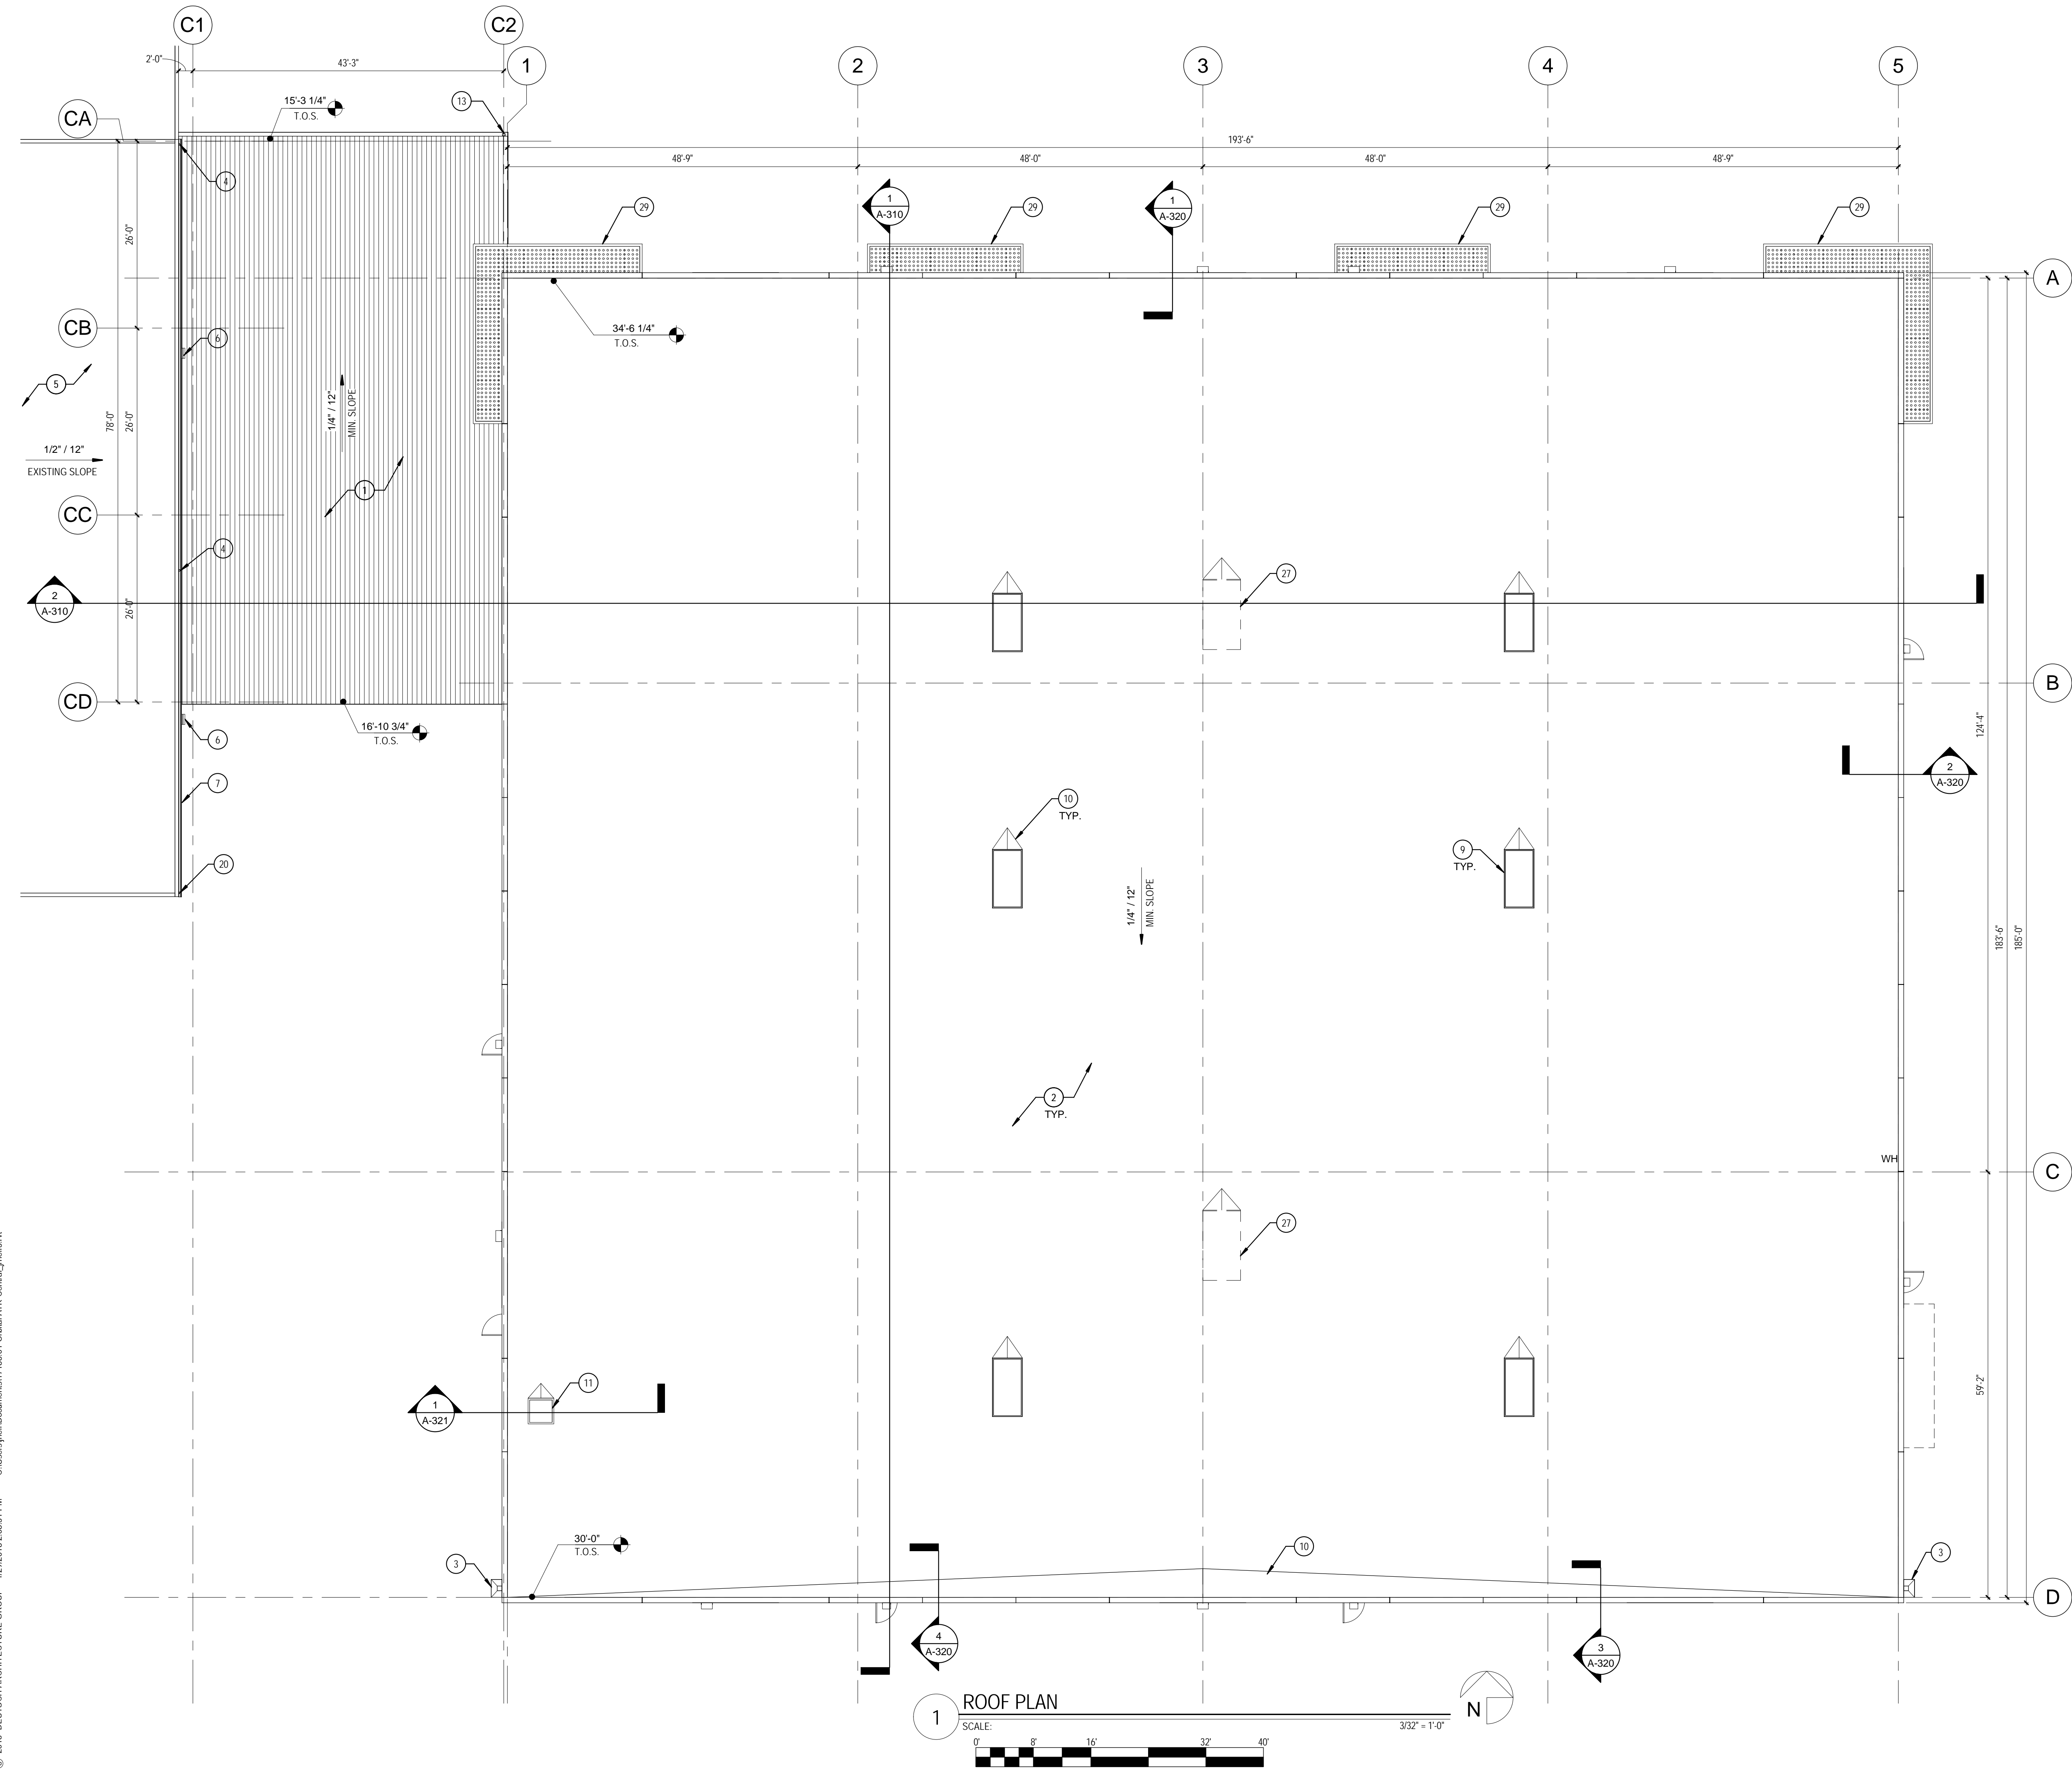 C1
C2
1
2
3
4
5
2'-0"
43'-3"
15'-3 1/4"
T.O.S.
13
CA
193'-6"
48'-9"
48'-0"
48'-0"
48'-9"
4
29
1
A-310
1
A-320
29
29
29
26'-0"
A
CB
6
34'-6 1/4"
T.O.S.
5
1/4" / 12"
MIN. SLOPE
78'-0"
26'-0"
1/2" / 12"
EXISTING SLOPE
1
CC
4
27
2
A-310
26'-0"
B
CD
16'-10 3/4"
T.O.S.
6
124'-4"
2
A-320
7
10
TYP.
9
TYP.
20
1/4" / 12"
MIN. SLOPE
183'-6"
185'-0"
2
TYP.
WH
C
27
11
59'-2"
1
A-321
30'-0"
T.O.S.
3
10
3
D
4
A-320
3
A-320
1
ROOF PLAN
SCALE:
3/32" = 1'-0"
N
0'
8'
16'
32'
40'